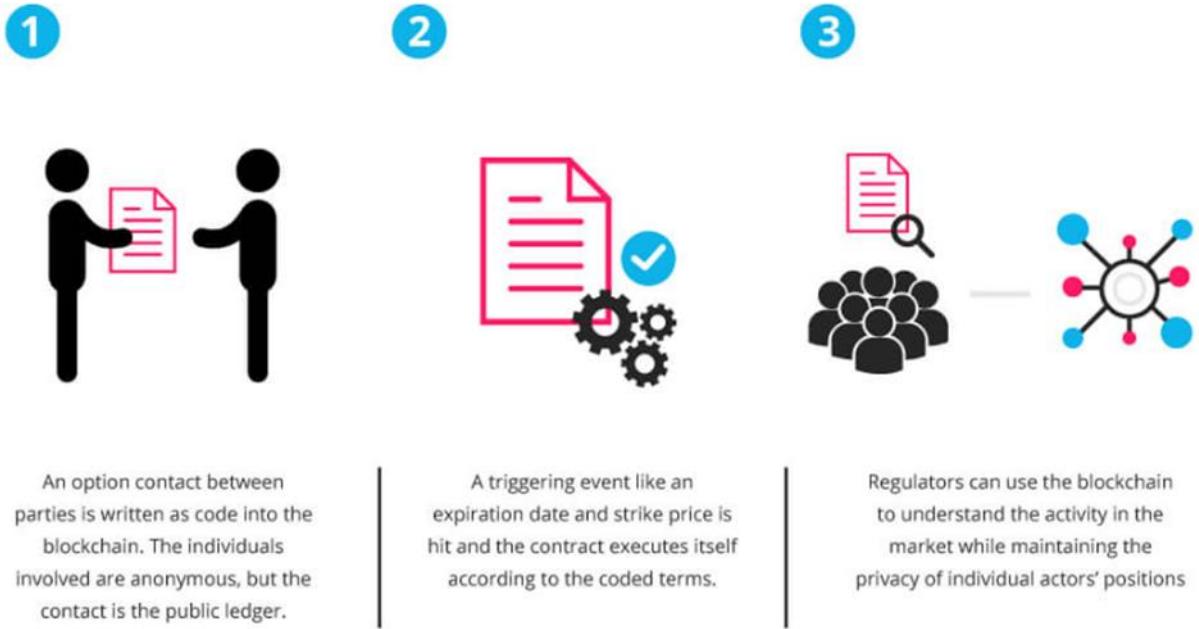 1
An option contact between
parties is written as code into the
blockchain. The individuals
involved are anonymous, but the
contact is the public ledger.
2
A triggering event like an
expiration date and strike price is
hit and the contract executes itself
according to the coded terms.
3
Regulators can use the blockchain
to understand the activity in the
market while maintaining the
privacy of individual actors' positions